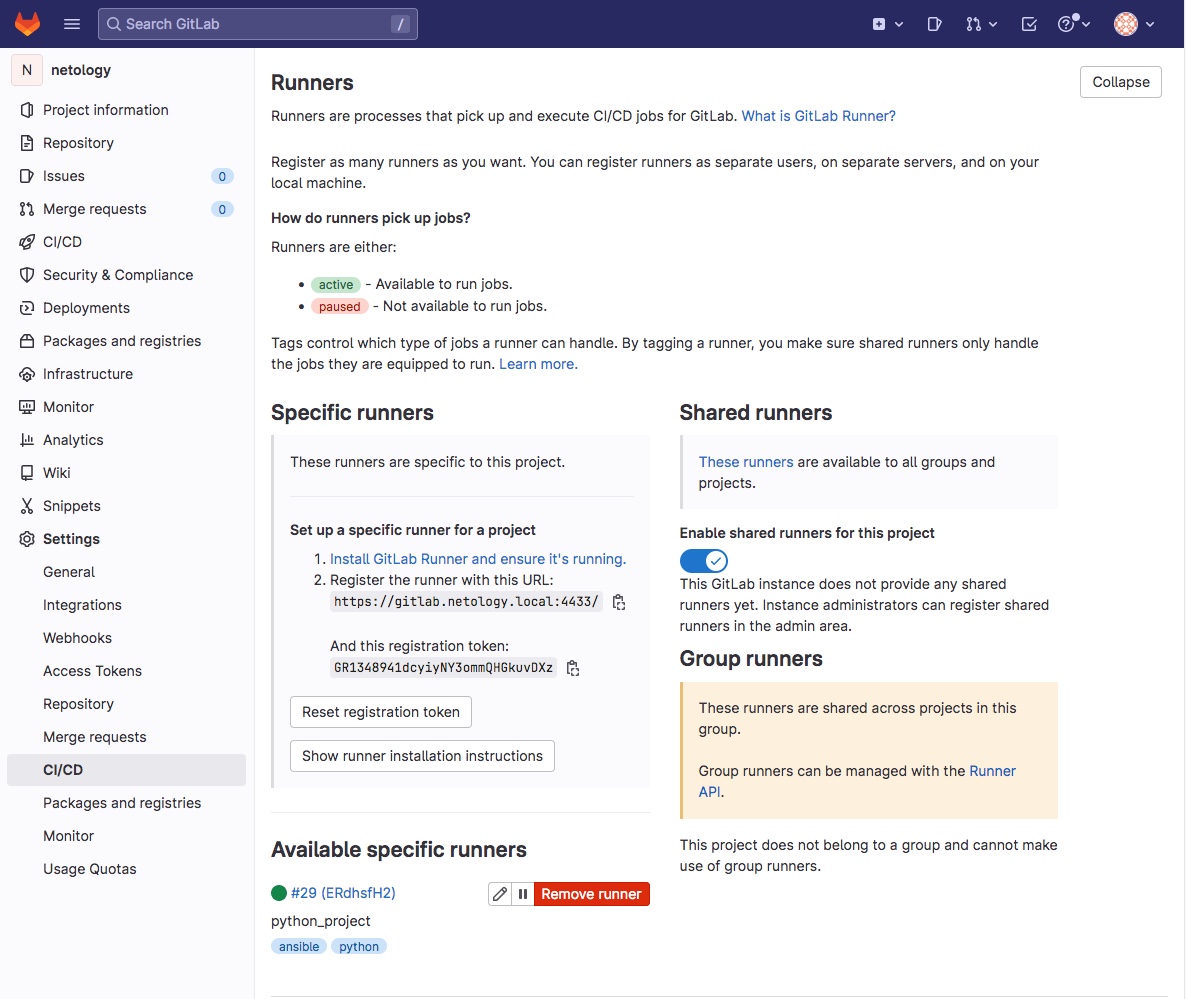 Search GitLab /
N netology
Project information
Repository
Issues 0
Merge requests 0
CI/CD
Security & Compliance
Deployments
Packages and registries
Infrastructure
Monitor
Analytics
Wiki
Snippets
Settings
General
Integrations
Webhooks
Access Tokens
Repository
Merge requests
CI/CD
Packages and registries
Monitor
Usage Quotas
Runners
Collapse
Runners are processes that pick up and execute CI/CD jobs for GitLab. What is GitLab Runner?
Register as many runners as you want. You can register runners as separate users, on separate servers, and on your
local machine.
How do runners pick up jobs?
Runners are either:
• active - Available to run jobs.
• paused - Not available to run jobs.
Tags control which type of jobs a runner can handle. By tagging a runner, you make sure shared runners only handle
the jobs they are equipped to run. Learn more.
Specific runners
These runners are specific to this project.
Set up a specific runner for a project
1. Install GitLab Runner and ensure it's running.
2. Register the runner with this URL:
https://gitlab.netology.local:4433/
And this registration token:
GR1348941dcyiyNY3ommQHGkuvDXz
Reset registration token
Show runner installation instructions
Available specific runners
#29 (ERdhsfH2)
Remove runner
python_project
ansible python
Shared runners
These runners are available to all groups and
projects.
Enable shared runners for this project
This GitLab instance does not provide any shared
runners yet. Instance administrators can register shared
runners in the admin area.
Group runners
These runners are shared across projects in this
group.
Group runners can be managed with the Runner
API.
This project does not belong to a group and cannot make
use of group runners.